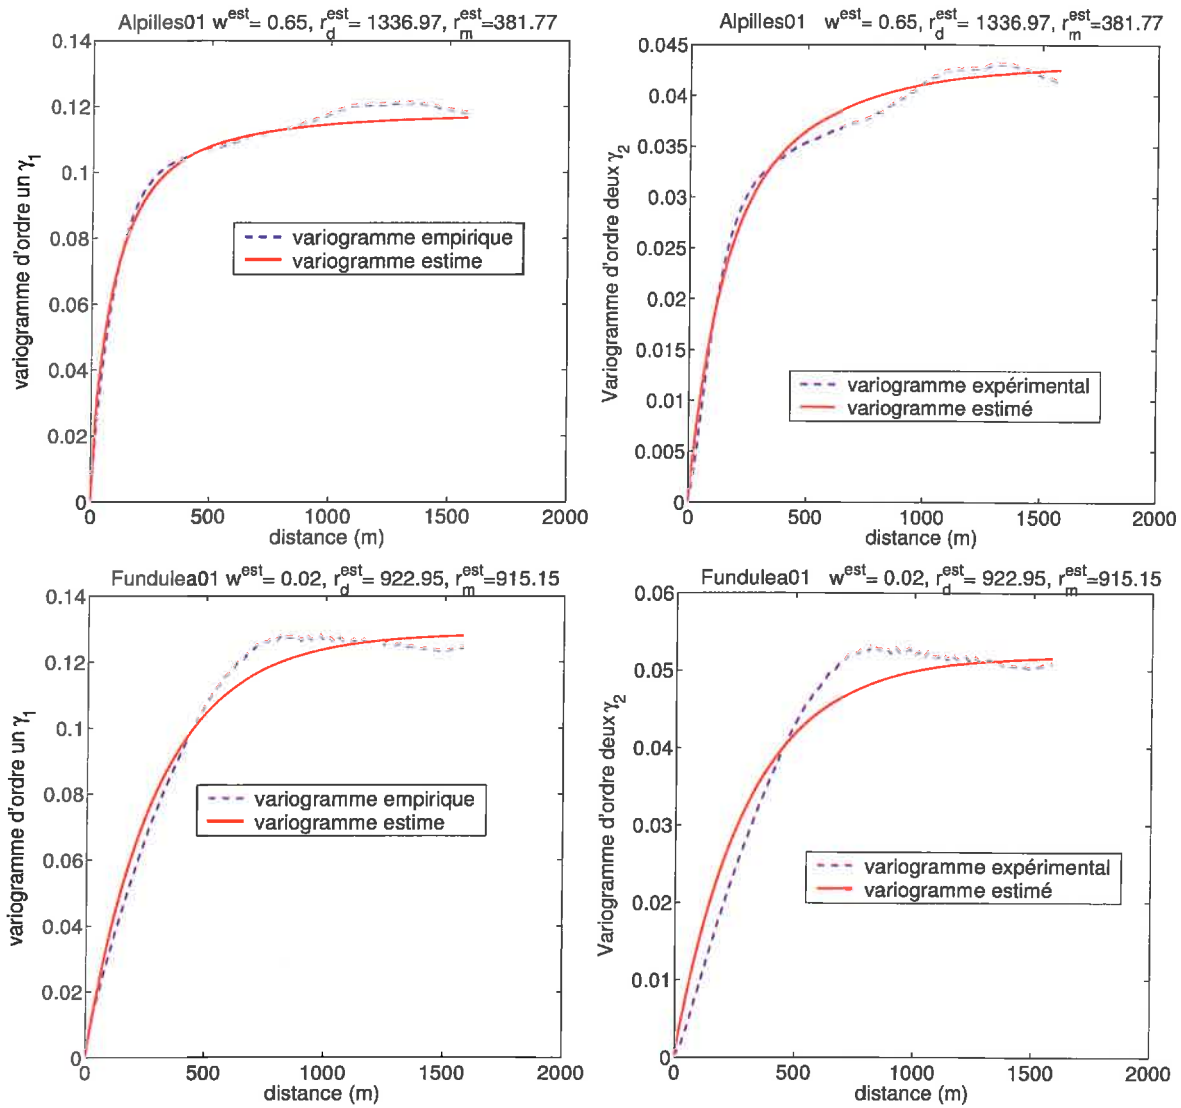 Alpilles01 w^est= 0.65, r_d^est= 1336.97, r_m^est=381.77
0.14
0.12
0.1
0.08
0.06
0.04
0.02
0
variogramme d'ordre un γ_1
variogramme empirique
variogramme estime
0 500 1000 1500 2000
distance (m)
Alpilles01 w^est= 0.65, r_d^est= 1336.97, r_m^est=381.77
0.045
0.04
0.035
0.03
0.025
0.02
0.015
0.01
0.005
0
Variogramme d'ordre deux γ_2
variogramme expérimental
variogramme estimé
0 500 1000 1500 2000
distance (m)
Fundulea01 w^est= 0.02, r_d^est= 922.95, r_m^est=915.15
0.14
0.12
0.1
0.08
0.06
0.04
0.02
0
variogramme d'ordre un γ_1
variogramme empirique
variogramme estime
0 500 1000 1500 2000
distance (m)
Fundulea01 w^est= 0.02, r_d^est= 922.95, r_m^est=915.15
0.06
0.05
0.04
0.03
0.02
0.01
0
Variogramme d'ordre deux γ_2
variogramme expérimental
variogramme estimé
0 500 1000 1500 2000
distance (m)